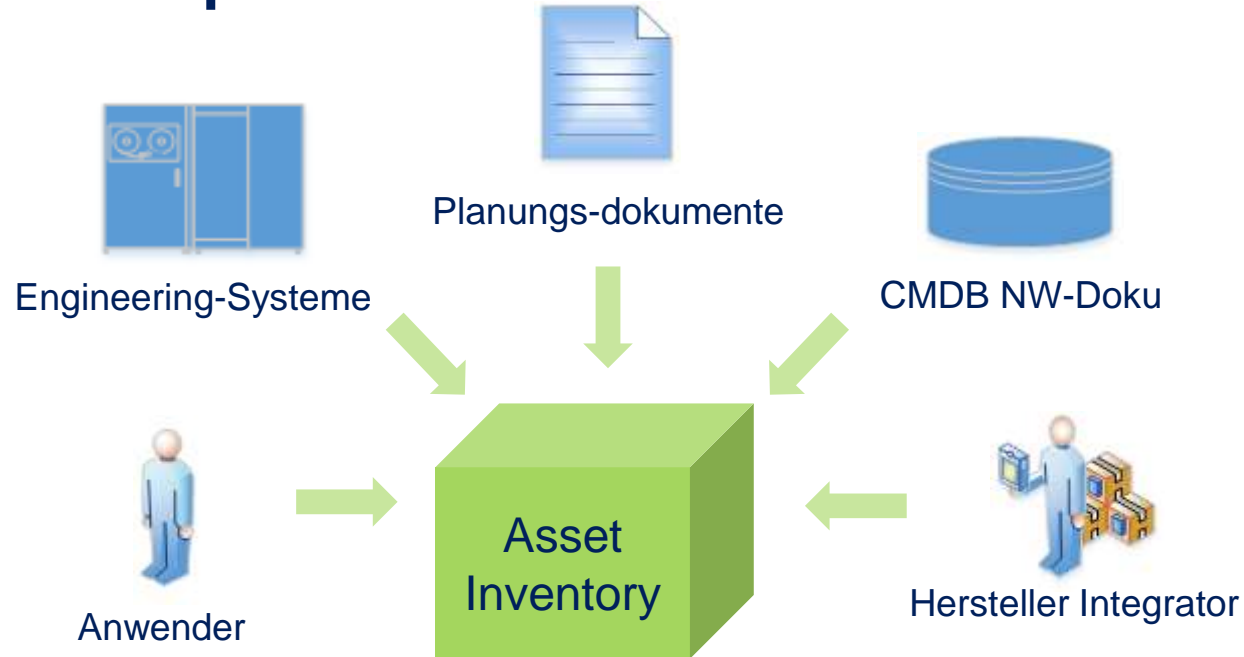 Planungs-dokumente
Engineering-Systeme
CMDB NW-Doku
Asset
Inventory
Anwender
Hersteller Integrator